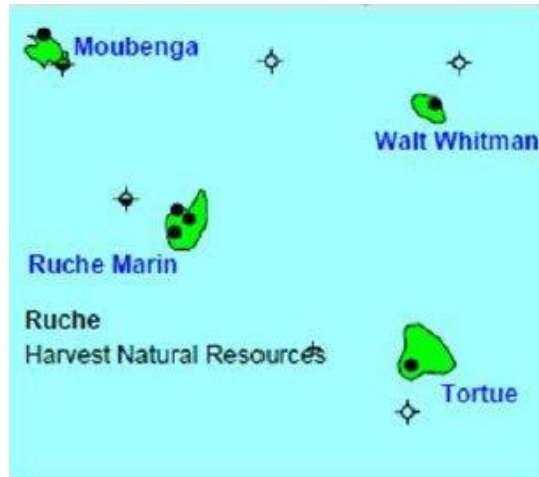 Moubenga
Walt Whitman
Ruche Marin
Ruche
Harvest Natural Resources
Tortue